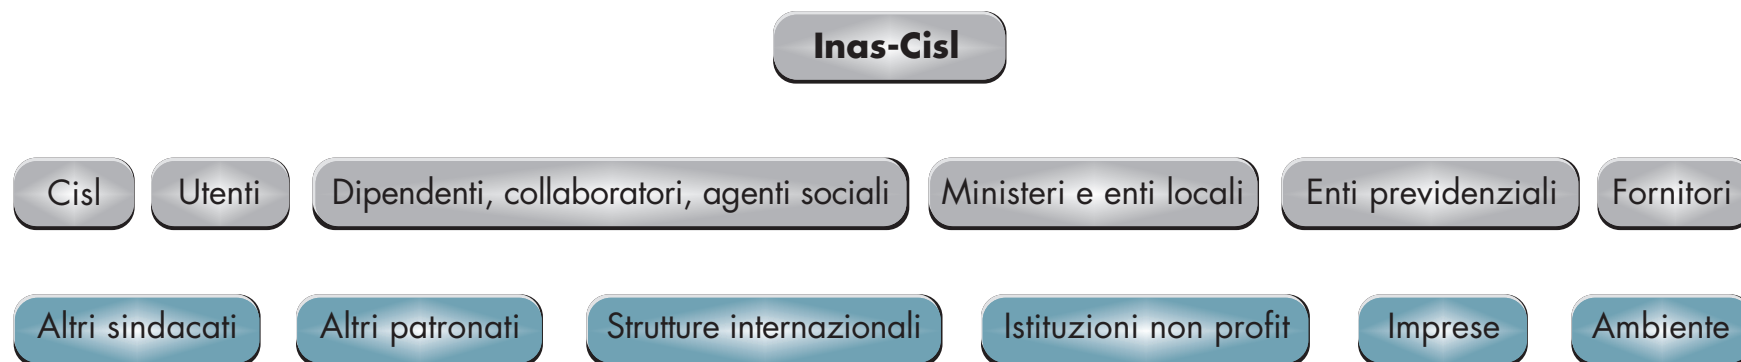 Inas-Cisl
Cisl Utenti Dipendenti, collaboratori, agenti sociali Ministeri e enti locali Enti previdenziali Fornitori
Altri sindacati Altri patronati Strutture internazionali Istituzioni non profit Imprese Ambiente